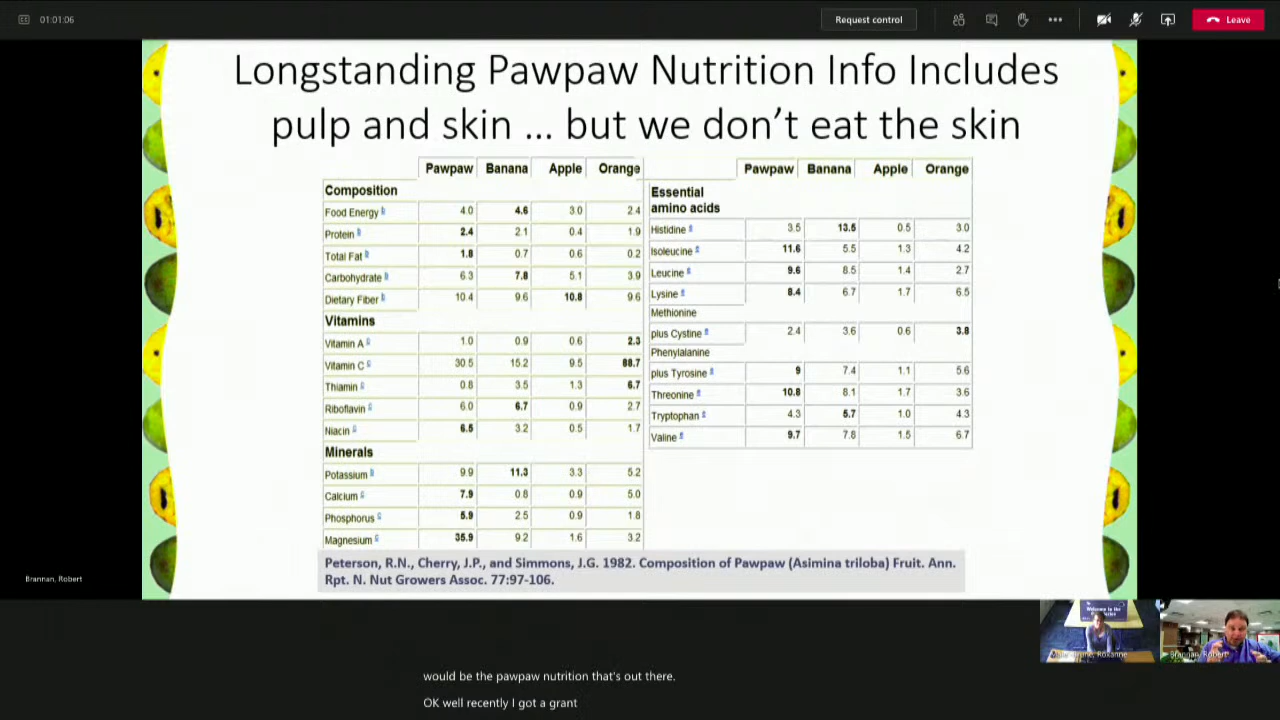 01:01:06
Request control
Leave
Longstanding Pawpaw Nutrition Info Includes
pulp and skin ... but we don't eat the skin
Pawpaw Banana Apple Orange
Composition
Food Energy b 4.0 4.6 3.0 2.4
Protein b 2.4 2.1 0.4 1.9
Total Fat b 1.8 0.7 0.6 0.2
Carbohydrate b 6.3 7.8 5.1 3.9
Dietary Fiber b 10.4 9.6 10.8 9.6
Vitamins
Vitamin A c 1.0 0.9 0.6 2.3
Vitamin C c 30.5 15.2 9.5 88.7
Thiamin c 0.8 3.5 1.3 6.7
Riboflavin c 6.0 6.7 0.9 2.7
Niacin c 6.5 3.2 0.5 1.7
Minerals
Potassium b 9.9 11.3 3.3 5.2
Calcium c 7.9 0.8 0.9 5.0
Phosphorus c 5.9 2.5 0.9 1.8
Magnesium c 35.9 9.2 1.6 3.2
Pawpaw Banana Apple Orange
Essential
amino acids
Histidine 3.5 13.5 0.5 3.0
Isoleucine 11.6 5.5 1.3 4.2
Leucine 9.6 8.5 1.4 2.7
Lysine 8.4 6.7 1.7 6.5
Methionine
plus Cystine 2.4 3.6 0.6 3.8
Phenylalanine
plus Tyrosine 9 7.4 1.1 5.6
Threonine 10.8 8.1 1.7 3.6
Tryptophan 4.3 5.7 1.0 4.3
Valine 9.7 7.8 1.5 6.7
Peterson, R.N., Cherry, J.P., and Simmons, J.G. 1982. Composition of Pawpaw (Asimina triloba) Fruit. Ann.
Rpt. N. Nut Growers Assoc. 77:97-106.
Brannan, Robert
Welcome to the
Roxanne
Brannan, Robert
would be the pawpaw nutrition that's out there.
OK well recently I got a grant